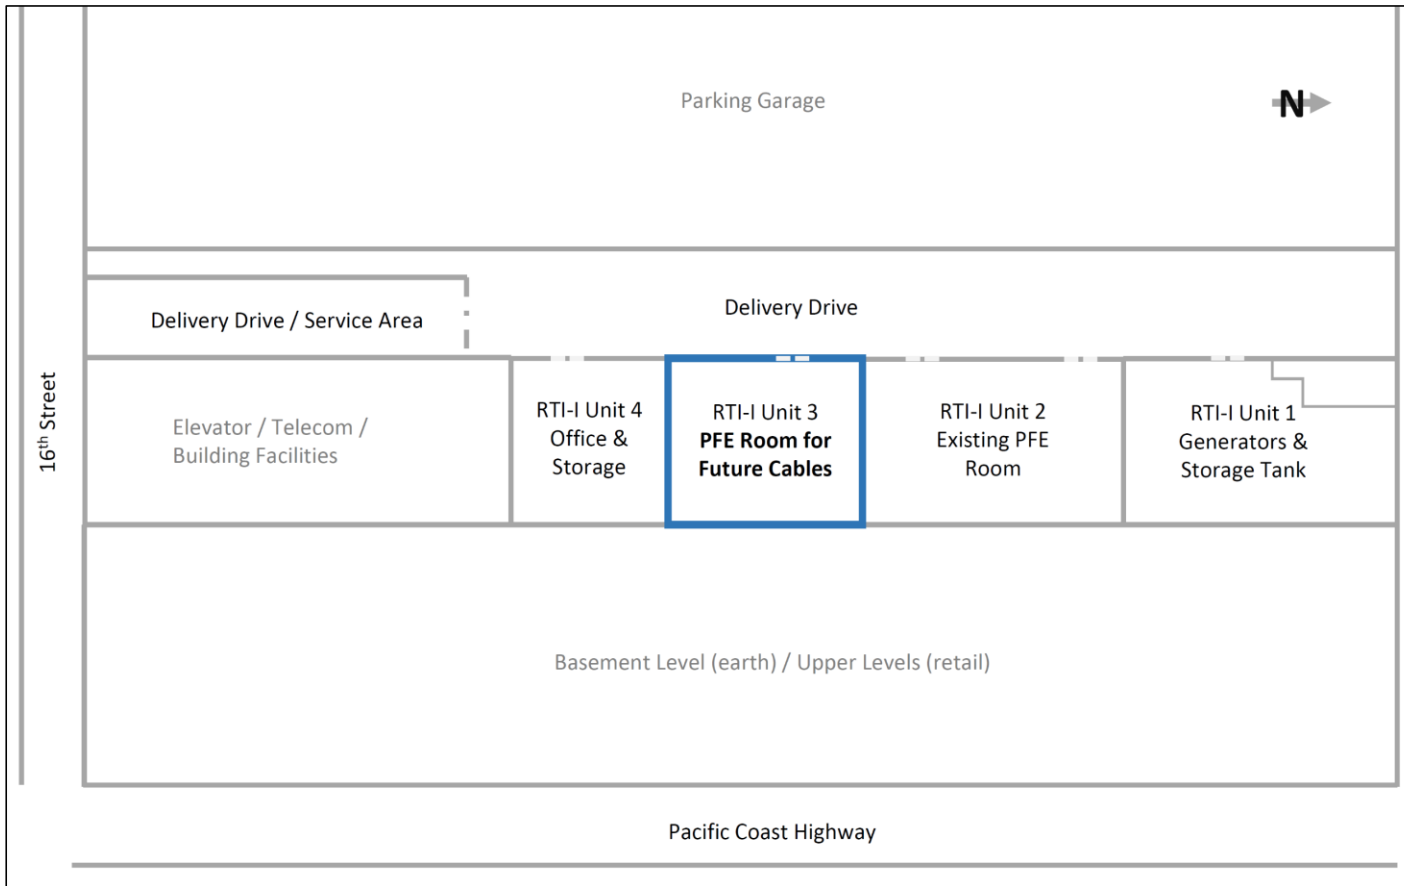 Parking Garage
N
Delivery Drive
Delivery Drive / Service Area
16th Street
Elevator / Telecom /
Building Facilities
RTI-I Unit 4
Office &
Storage
RTI-I Unit 3
PFE Room for
Future Cables
RTI-I Unit 2
Existing PFE
Room
RTI-I Unit 1
Generators &
Storage Tank
Basement Level (earth) / Upper Levels (retail)
Pacific Coast Highway